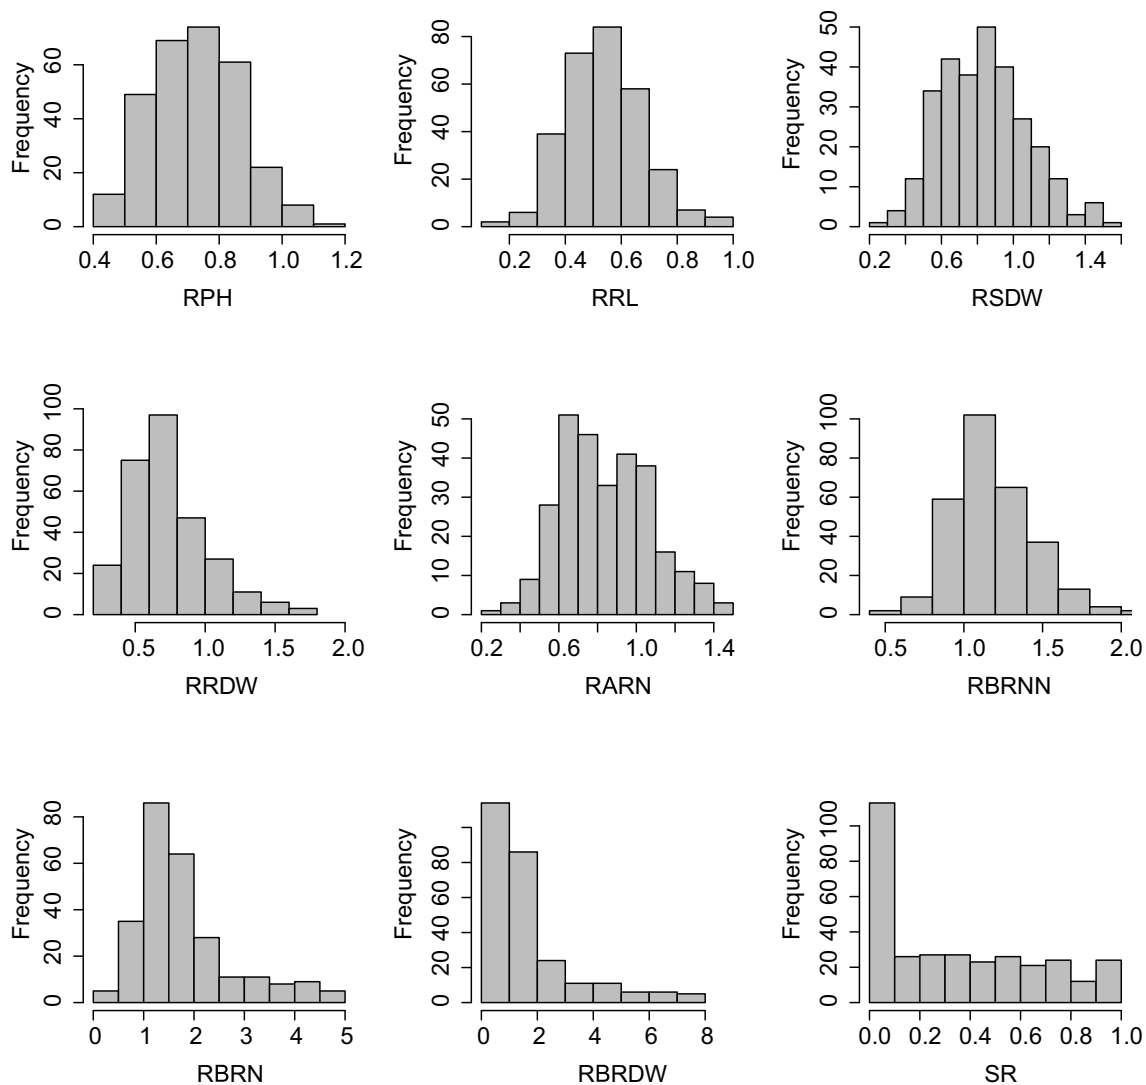 Frequency
0 20 40 60
0.4 0.6 0.8 1.0 1.2
RPH
Frequency
0 20 40 60 80
0.2 0.4 0.6 0.8 1.0
RRL
Frequency
0 10 20 30 40 50
0.2 0.6 1.0 1.4
RSDW
Frequency
0 20 40 60 80 100
0.5 1.0 1.5 2.0
RRDW
Frequency
0 10 20 30 40 50
0.2 0.6 1.0 1.4
RARN
Frequency
0 20 40 60 80 100
0.5 1.0 1.5 2.0
RBRNN
Frequency
0 20 40 60 80
0 1 2 3 4 5
RBRN
Frequency
0 20 40 60 80
0 2 4 6 8
RBRDW
Frequency
0 20 40 60 80 100
0.0 0.2 0.4 0.6 0.8 1.0
SR